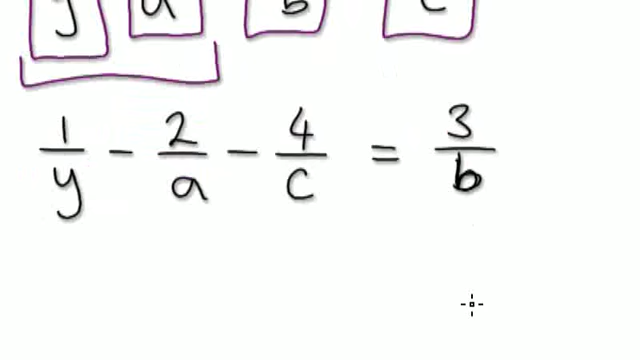 y a b c
1/y - 2/a - 4/c = 3/b